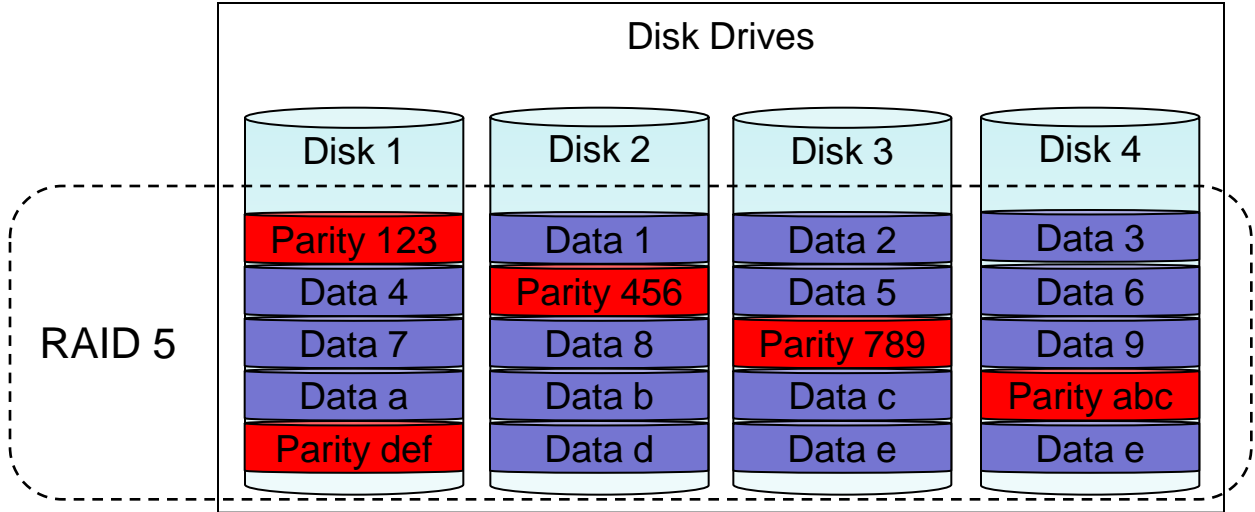 Disk Drives
Disk 1 Disk 2 Disk 3 Disk 4
Parity 123 Data 1 Data 2 Data 3
Data 4 Parity 456 Data 5 Data 6
RAID 5 Data 7 Data 8 Parity 789 Data 9
Data a Data b Data c Parity abc
Parity def Data d Data e Data e